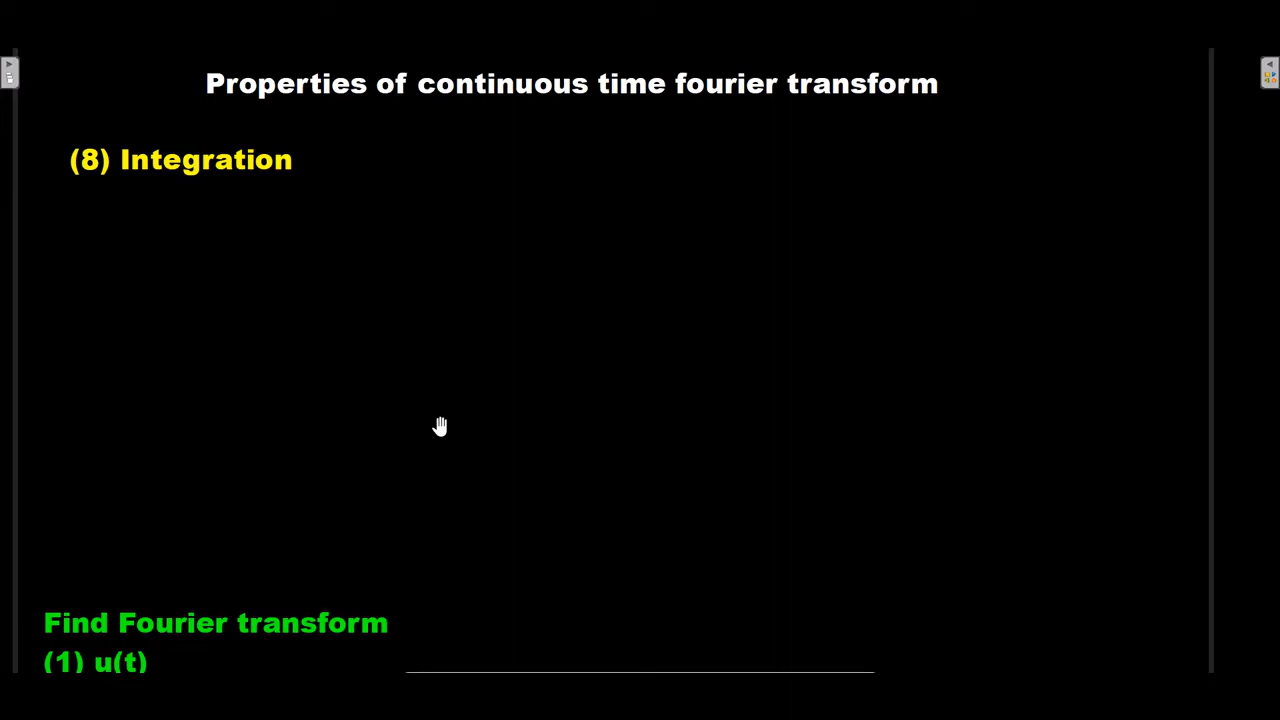 Properties of continuous time fourier transform
(8) Integration
Find Fourier transform
(1) u(t)